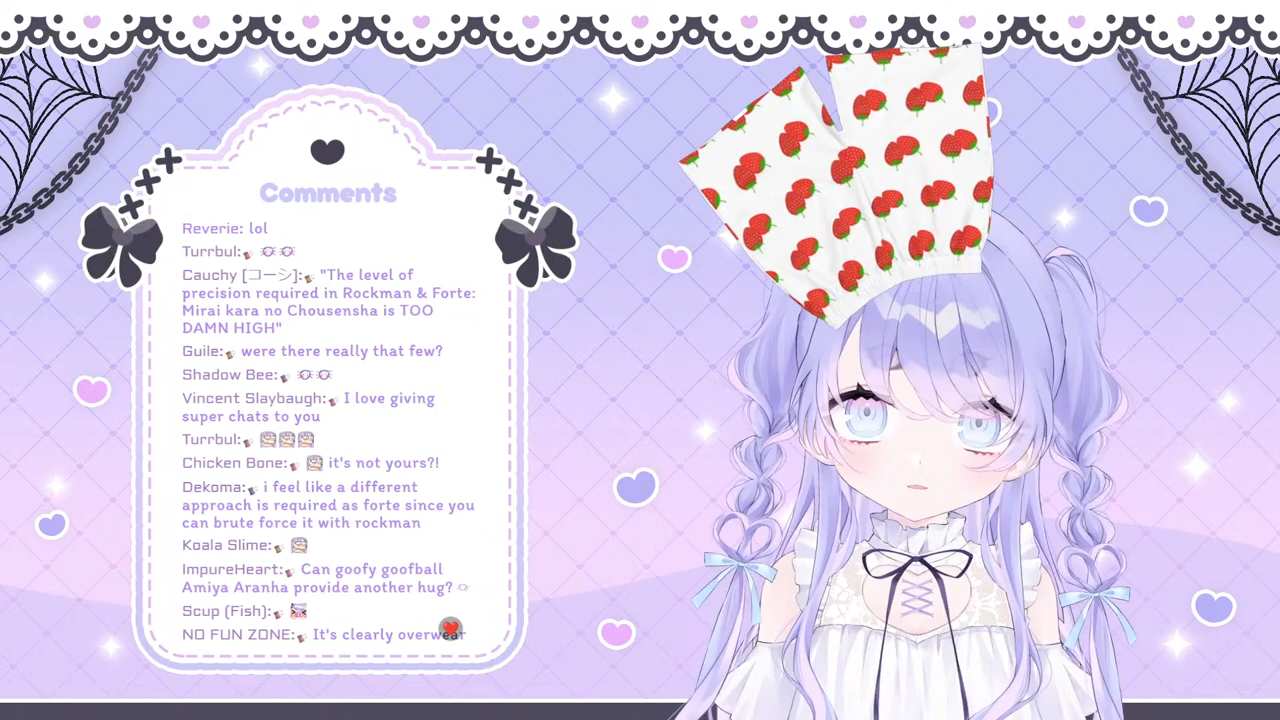 Comments
Reverie: lol
Turrbul:
Cauchy [コーシ]: "The level of
precision required in Rockman & Forte:
Mirai kara no Chousensha is TOO
DAMN HIGH"
Guile: were there really that few?
Shadow Bee:
Vincent Slaybaugh: I love giving
super chats to you
Turrbul:
Chicken Bone: it's not yours?!
Dekoma: i feel like a different
approach is required as forte since you
can brute force it with rockman
Koala Slime:
ImpureHeart: Can goofy goofball
Amiya Aranha provide another hug?
Scup (Fish):
NO FUN ZONE: It's clearly overwear